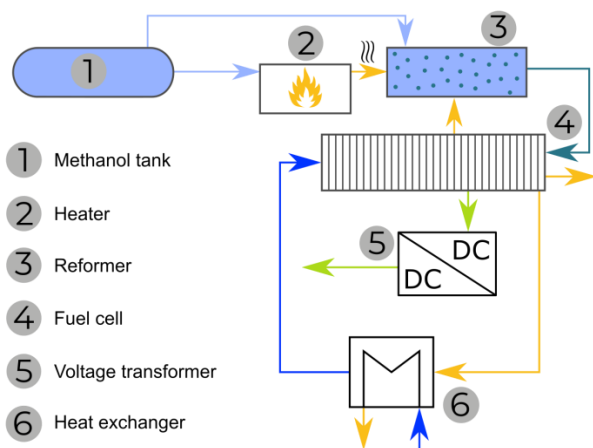 1
2
3
4
5
6
DC
DC
1 Methanol tank
2 Heater
3 Reformer
4 Fuel cell
5 Voltage transformer
6 Heat exchanger